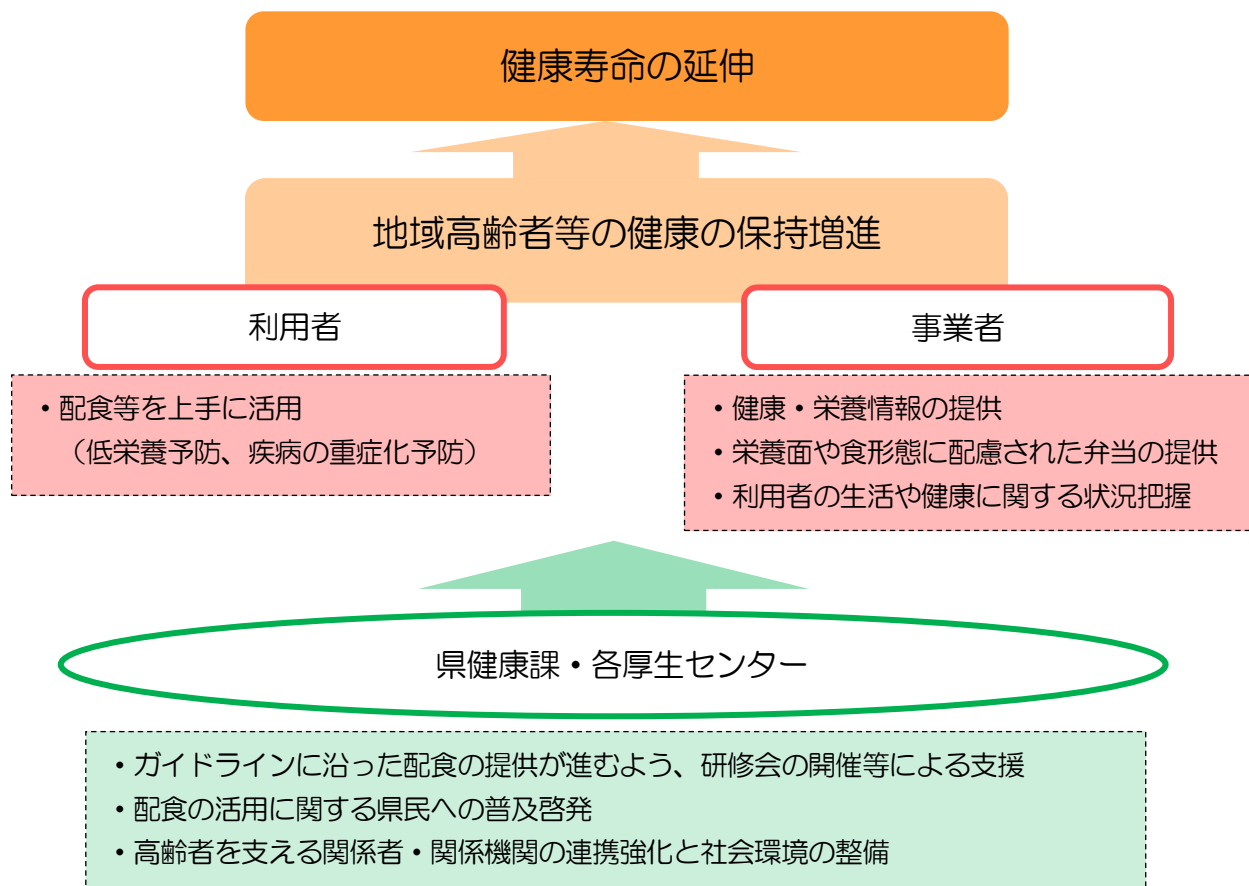 健康寿命の延伸
地域高齢者等の健康の保持増進
利用者
・配食等を上手に活用
（低栄養予防、疾病の重症化予防）
事業者
・健康・栄養情報の提供
・栄養面や食形態に配慮された弁当の提供
・利用者の生活や健康に関する状況把握
県健康課・各厚生センター
・ガイドラインに沿った配食の提供が進むよう、研修会の開催等による支援
・配食の活用に関する県民への普及啓発
・高齢者を支える関係者・関係機関の連携強化と社会環境の整備